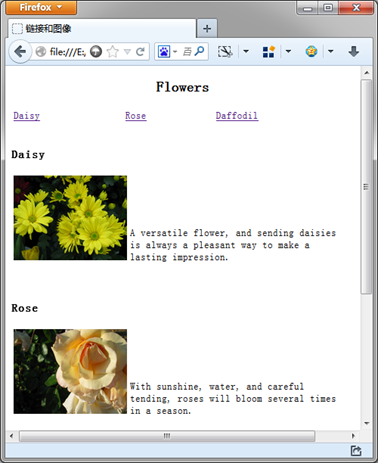 Firefox
链接和图像
file:///E:/
百
Flowers
Daisy Rose Daffodil
Daisy
A versatile flower, and sending daisies
is always a pleasant way to make a
lasting impression.
Rose
With sunshine, water, and careful
tending, roses will bloom several times
in a season.